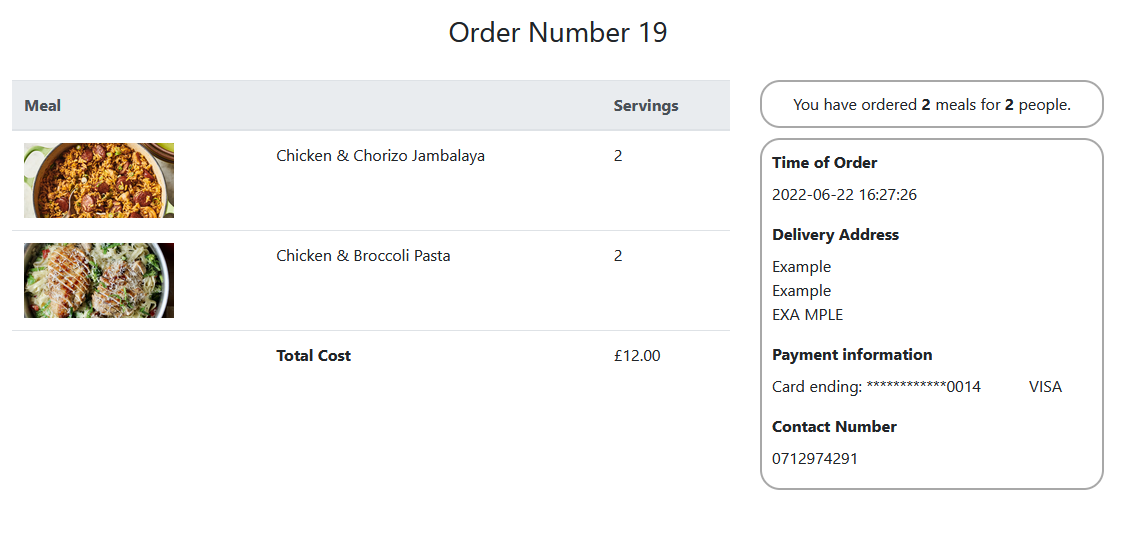 Order Number 19
Meal Servings
Chicken & Chorizo Jambalaya 2
Chicken & Broccoli Pasta 2
Total Cost £12.00
You have ordered 2 meals for 2 people.
Time of Order
2022-06-22 16:27:26
Delivery Address
Example
Example
EXA MPLE
Payment information
Card ending: ************0014 VISA
Contact Number
0712974291